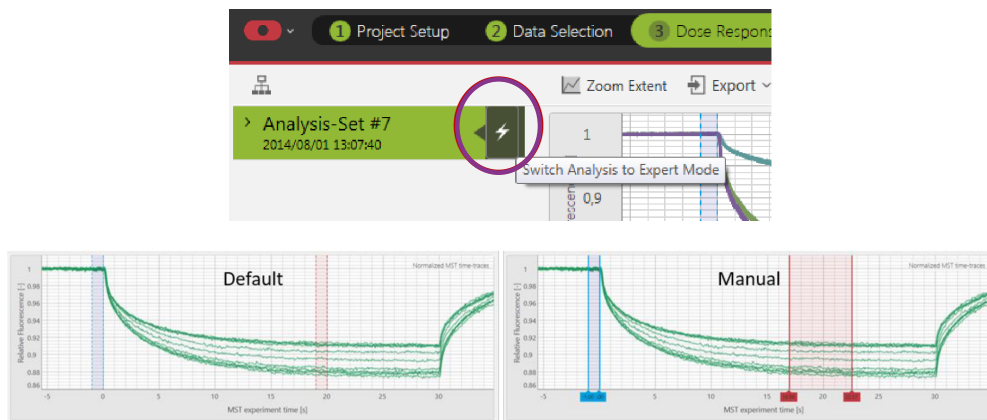 1 Project Setup 2 Data Selection 3 Dose Respons
Zoom Extent Export
Analysis-Set #7
2014/08/01 13:07:40
1
Switch Analysis to Expert Mode
0,9
escenc
Default
Normalized MST time-traces
Relative Fluorescence [-]
1
0.98
0.96
0.94
0.92
0.9
0.88
0.86
-5 0 5 10 15 20 25 30
MST experiment time [s]
Manual
Normalized MST time-traces
Relative Fluorescence [-]
1
0.98
0.96
0.94
0.92
0.9
0.88
0.86
-5 5 10 15 20 25 30
MST experiment time [s]